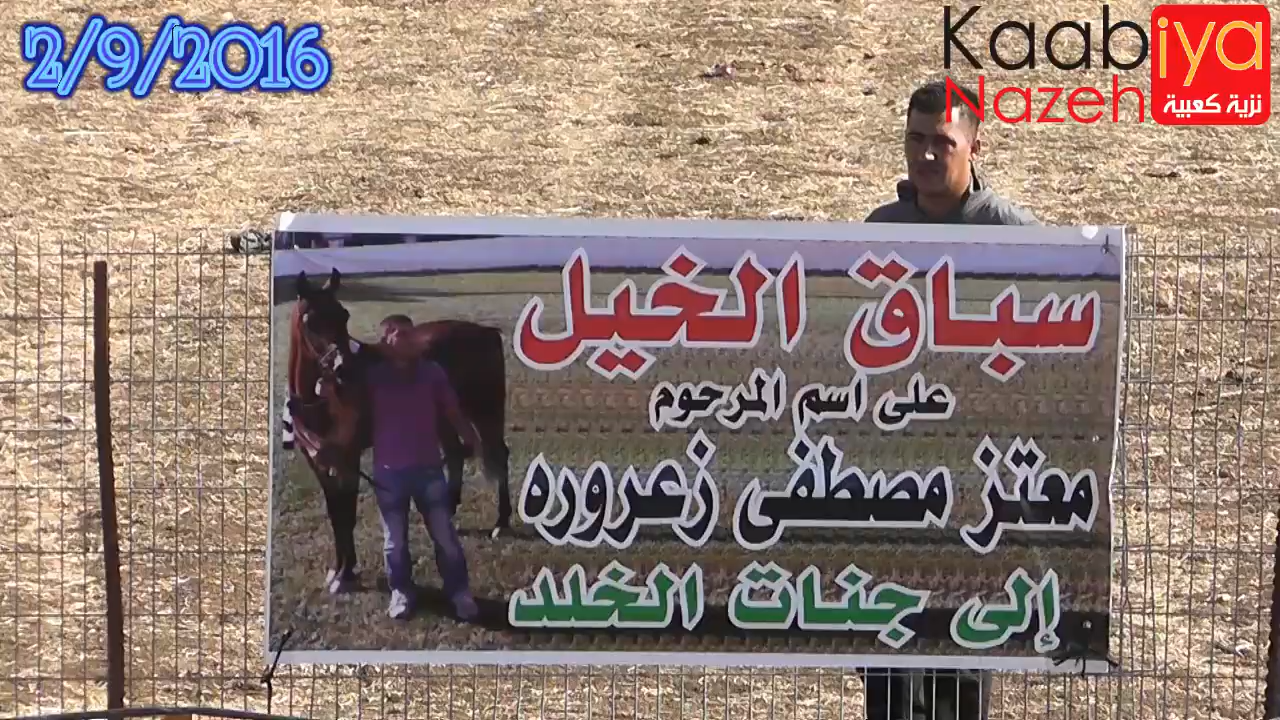 2/9/2016
Kaabiya
Nazeh
نزية كعبية
سباق الخيل
على اسم المرحوم
معتز مصطفى زعروره
إلى جنات الخلد